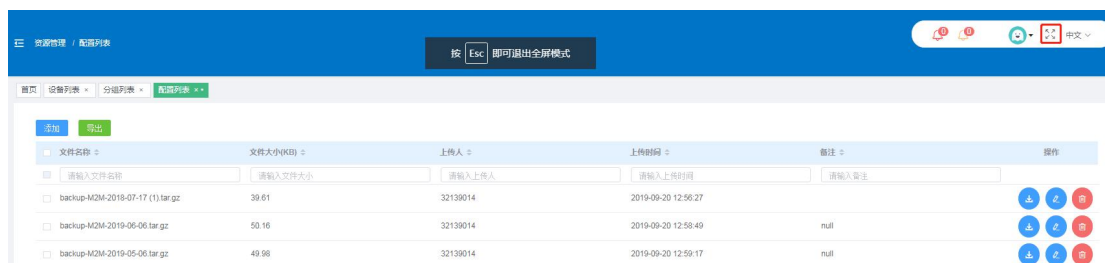 资源管理 / 配置列表
0 0 中文
按 Esc 即可退出全屏模式
首页 设备列表 × 分组列表 × 配置列表 ×
添加 导出
文件名称 文件大小(KB) 上传人 上传时间 备注 操作
请输入文件名称 请输入文件大小 请输入上传人 请输入上传时间 请输入备注
backup-M2M-2018-07-17 (1).tar.gz 39.61 32139014 2019-09-20 12:56:27
backup-M2M-2019-06-06.tar.gz 50.16 32139014 2019-09-20 12:58:49 null
backup-M2M-2019-05-06.tar.gz 49.98 32139014 2019-09-20 12:59:17 null